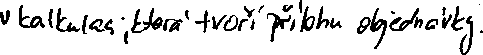 v kalkulaci, která tvoří přílohu objednávky.